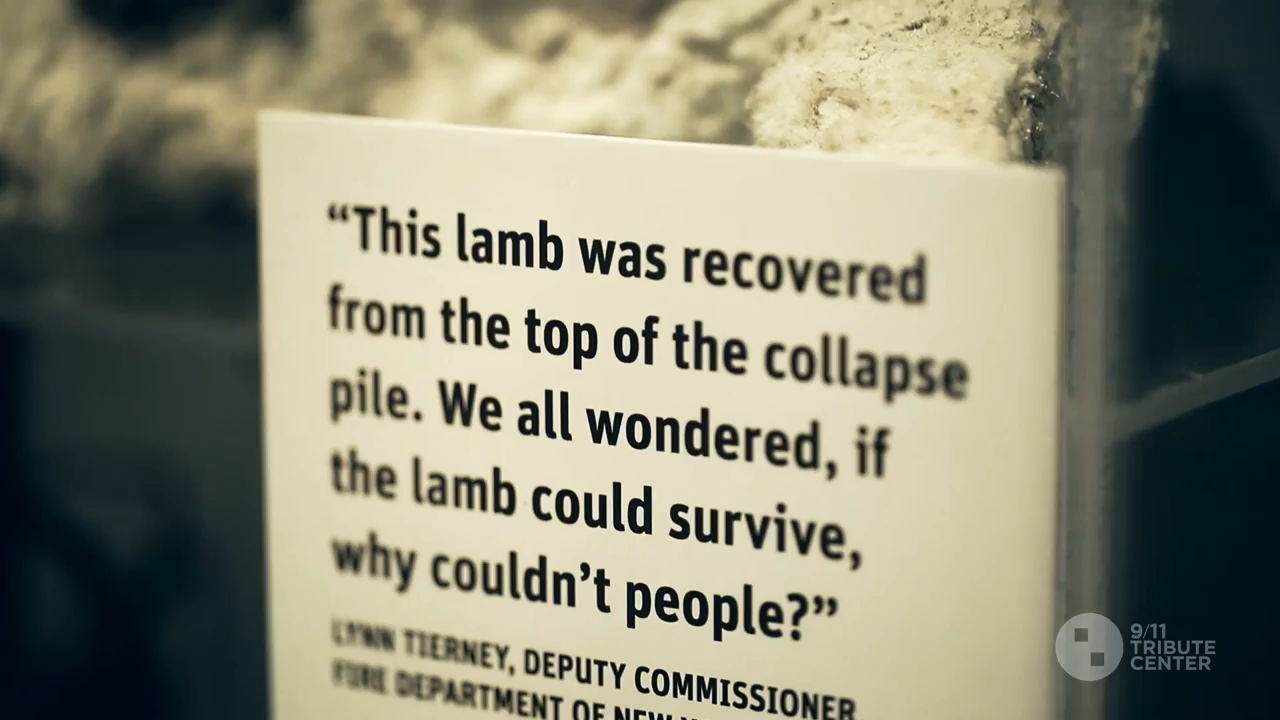 “This lamb was recovered
from the top of the collapse
pile. We all wondered, if
the lamb could survive,
why couldn’t people?”
LYNN TIERNEY, DEPUTY COMMISSIONER
FIRE DEPARTMENT OF NEW
9/11
TRIBUTE
CENTER